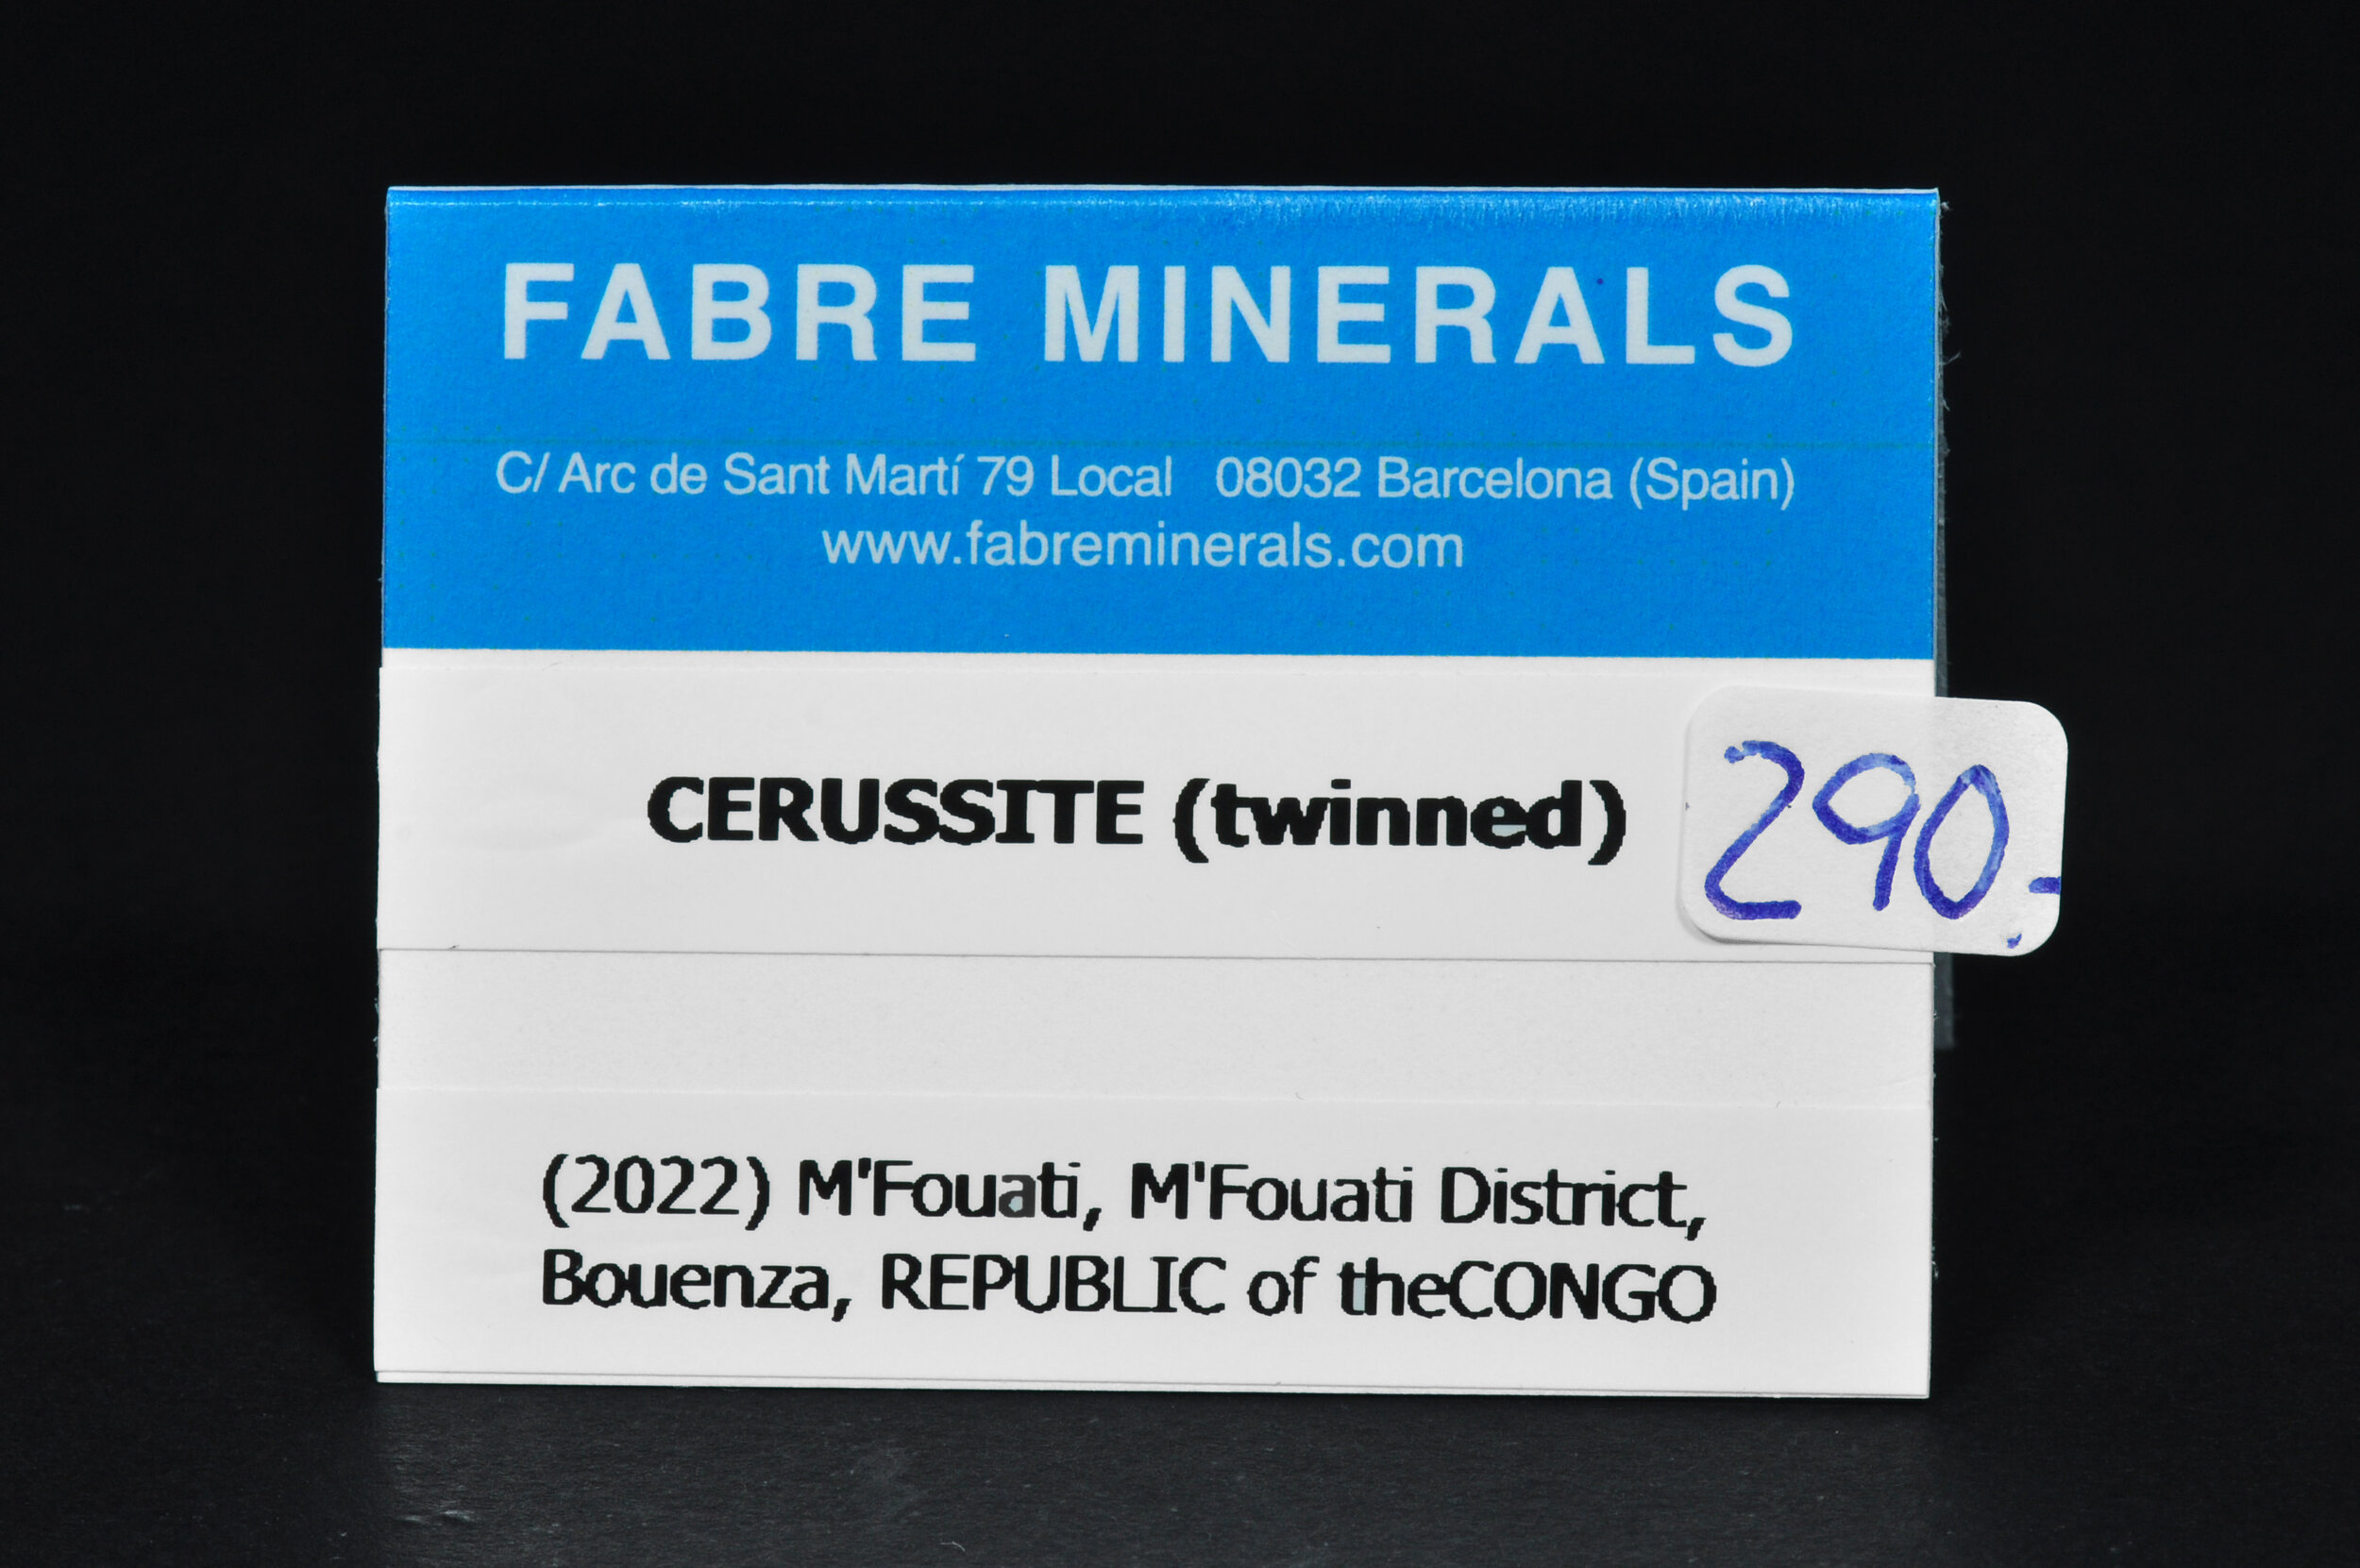 FABRE MINERALS
C/ Arc de Sant Martí 79 Local 08032 Barcelona (Spain)
www.fabreminerals.com
CERUSSITE (twinned)
290.-
(2022) M'Fouati, M'Fouati District,
Bouenza, REPUBLIC of theCONGO